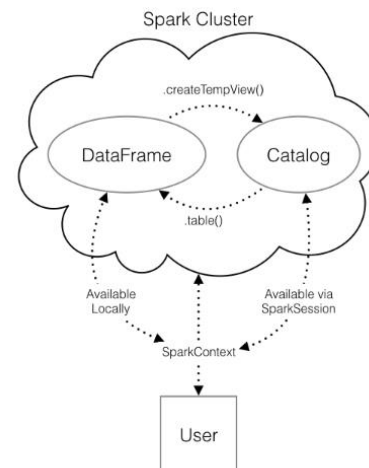 Spark Cluster
.createTempView()
DataFrame
Catalog
.table()
Available
Locally
Available via
SparkSession
SparkContext
User